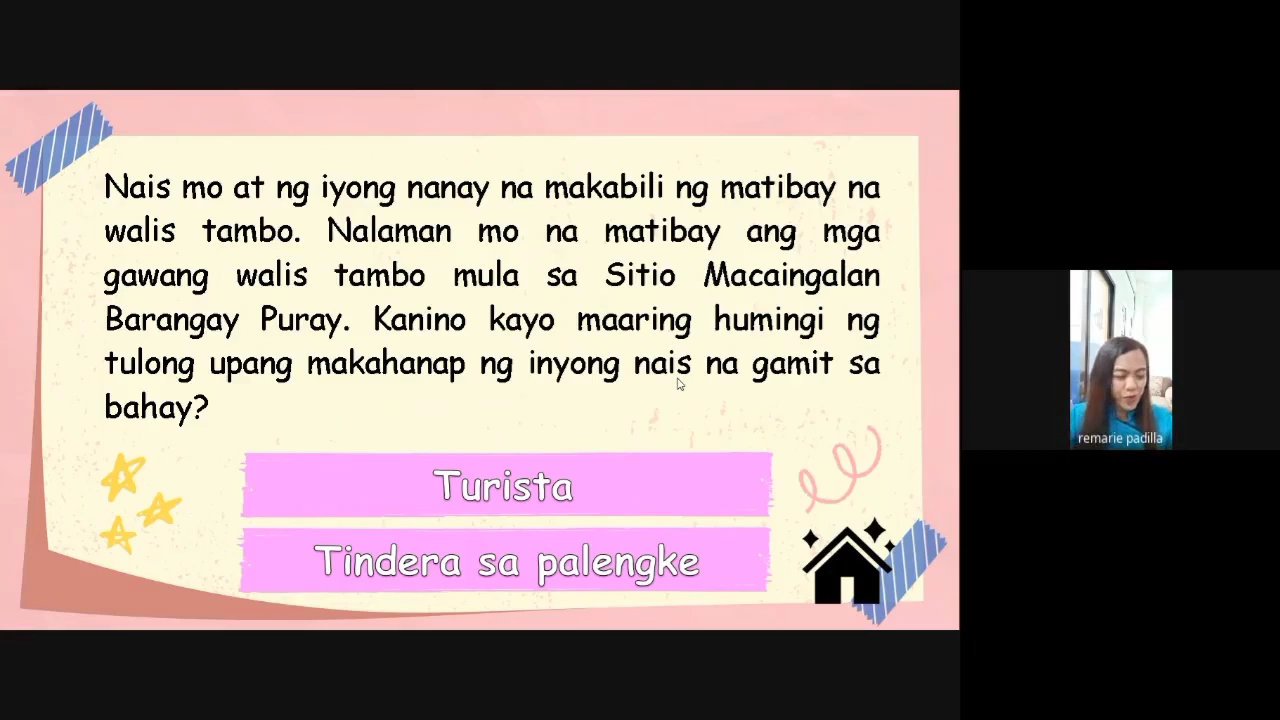 Nais mo at ng iyong nanay na makabili ng matibay na
walis tambo. Nalaman mo na matibay ang mga
gawang walis tambo mula sa Sitio Macaingalan
Barangay Puray. Kanino kayo maaring humingi ng
tulong upang makahanap ng inyong nais na gamit sa
bahay?
Turista
Tindera sa palengke
remarie padilla